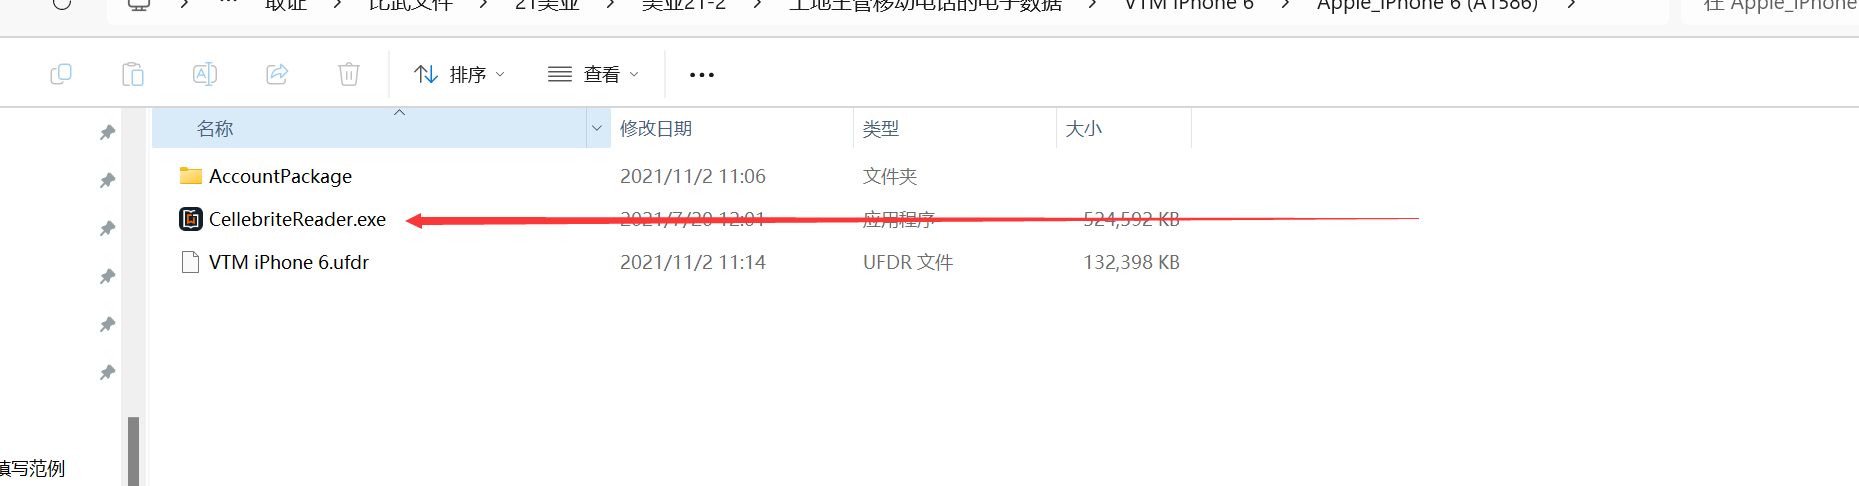 取证 > 比武文件 > 21美亚 > 美亚21-2 > 工地主管移动电话的电子数据 > VTM iPhone 6 > Apple_iPhone 6 (A1586) > 在 Apple_iPhone
排序 查看
名称 修改日期 类型 大小
AccountPackage 2021/11/2 11:06 文件夹
CellebriteReader.exe 2021/7/20 12:01 应用程序 524,592 KB
VTM iPhone 6.ufdr 2021/11/2 11:14 UFDR 文件 132,398 KB
填写范例